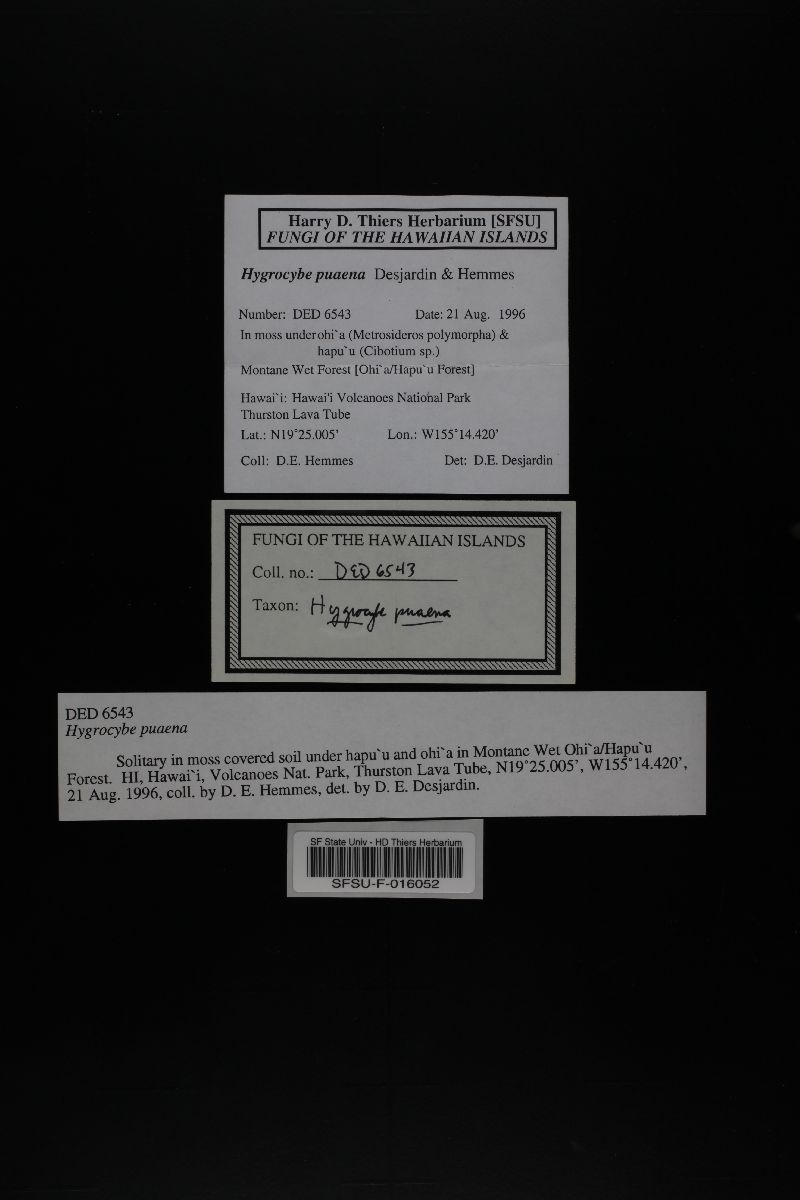 Harry D. Thiers Herbarium [SFSU]
FUNGI OF THE HAWAIIAN ISLANDS
Hygrocybe puaena Desjardin & Hemmes
Number: DED 6543 Date: 21 Aug. 1996
In moss under ohi`a (Metrosideros polymorpha) &
hapu`u (Cibotium sp.)
Montane Wet Forest [Ohi`a/Hapu`u Forest]
Hawai`i: Hawai'i Volcanoes National Park
Thurston Lava Tube
Lat.: N19°25.005' Lon.: W155°14.420'
Coll: D.E. Hemmes Det: D.E. Desjardin
FUNGI OF THE HAWAIIAN ISLANDS
Coll. no.: DED 6543
Taxon: Hygrocybe puaena
DED 6543
Hygrocybe puaena
Solitary in moss covered soil under hapu`u and ohi`a in Montane Wet Ohi`a/Hapu`u
Forest. HI, Hawai`i, Volcanoes Nat. Park, Thurston Lava Tube, N19°25.005', W155°14.420',
21 Aug. 1996, coll. by D. E. Hemmes, det. by D. E. Desjardin.
SF State Univ - HD Thiers Herbarium
SFSU-F-016052